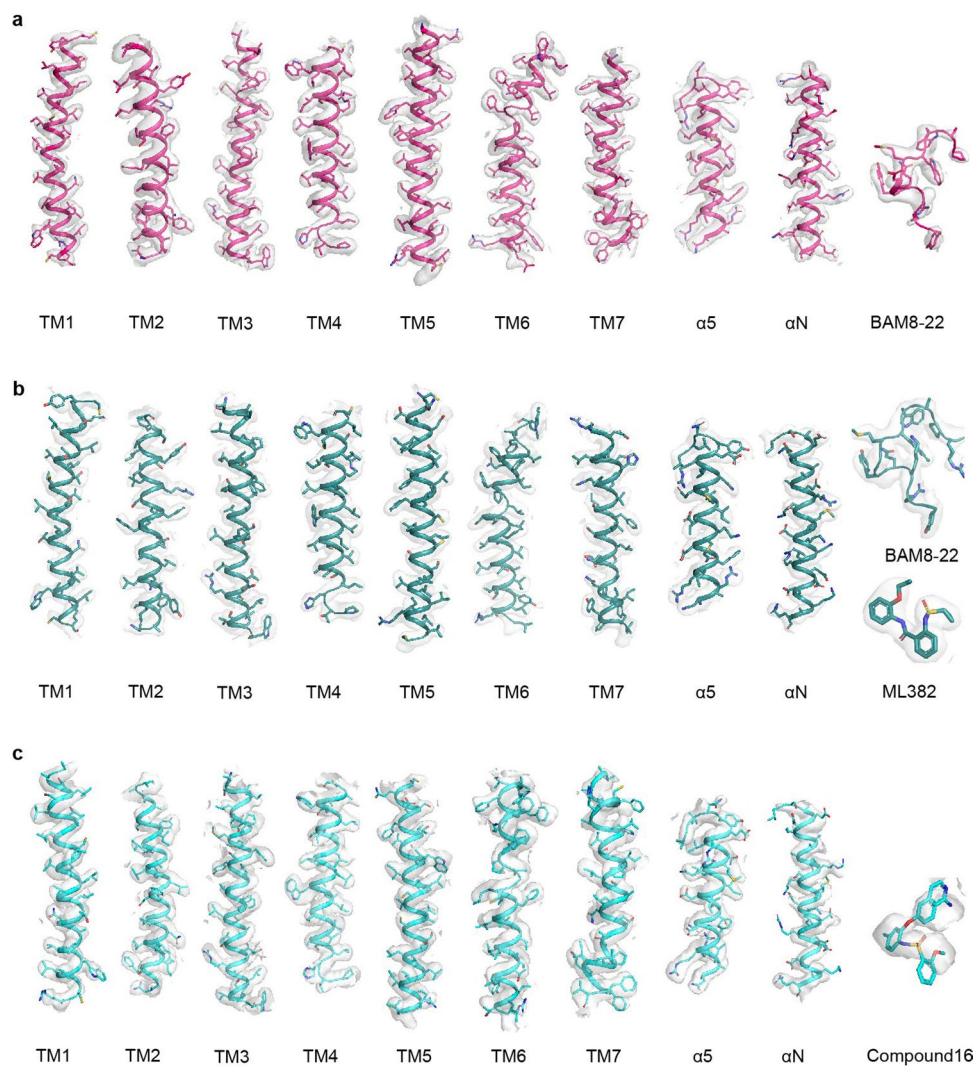 a
TM1 TM2 TM3 TM4 TM5 TM6 TM7 α5 αN BAM8-22
b
BAM8-22
TM1 TM2 TM3 TM4 TM5 TM6 TM7 α5 αN ML382
c
TM1 TM2 TM3 TM4 TM5 TM6 TM7 α5 αN Compound16